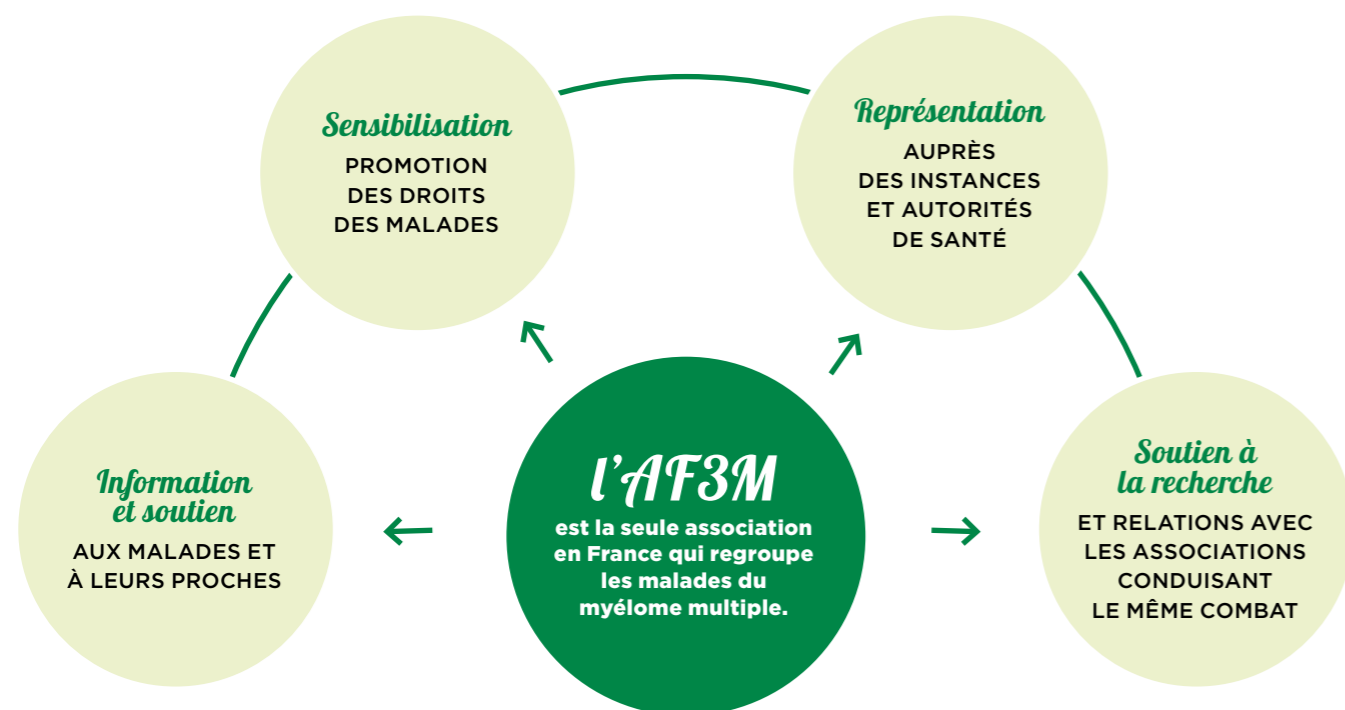 Sensibilisation
PROMOTION
DES DROITS
DES MALADES
Représentation
AUPRÈS
DES INSTANCES
ET AUTORITÉS
DE SANTÉ
Information
et soutien
AUX MALADES ET
À LEURS PROCHES
l'AF3M
est la seule association
en France qui regroupe
les malades du
myélome multiple.
Soutien à
la recherche
ET RELATIONS AVEC
LES ASSOCIATIONS
CONDUISANT
LE MÊME COMBAT